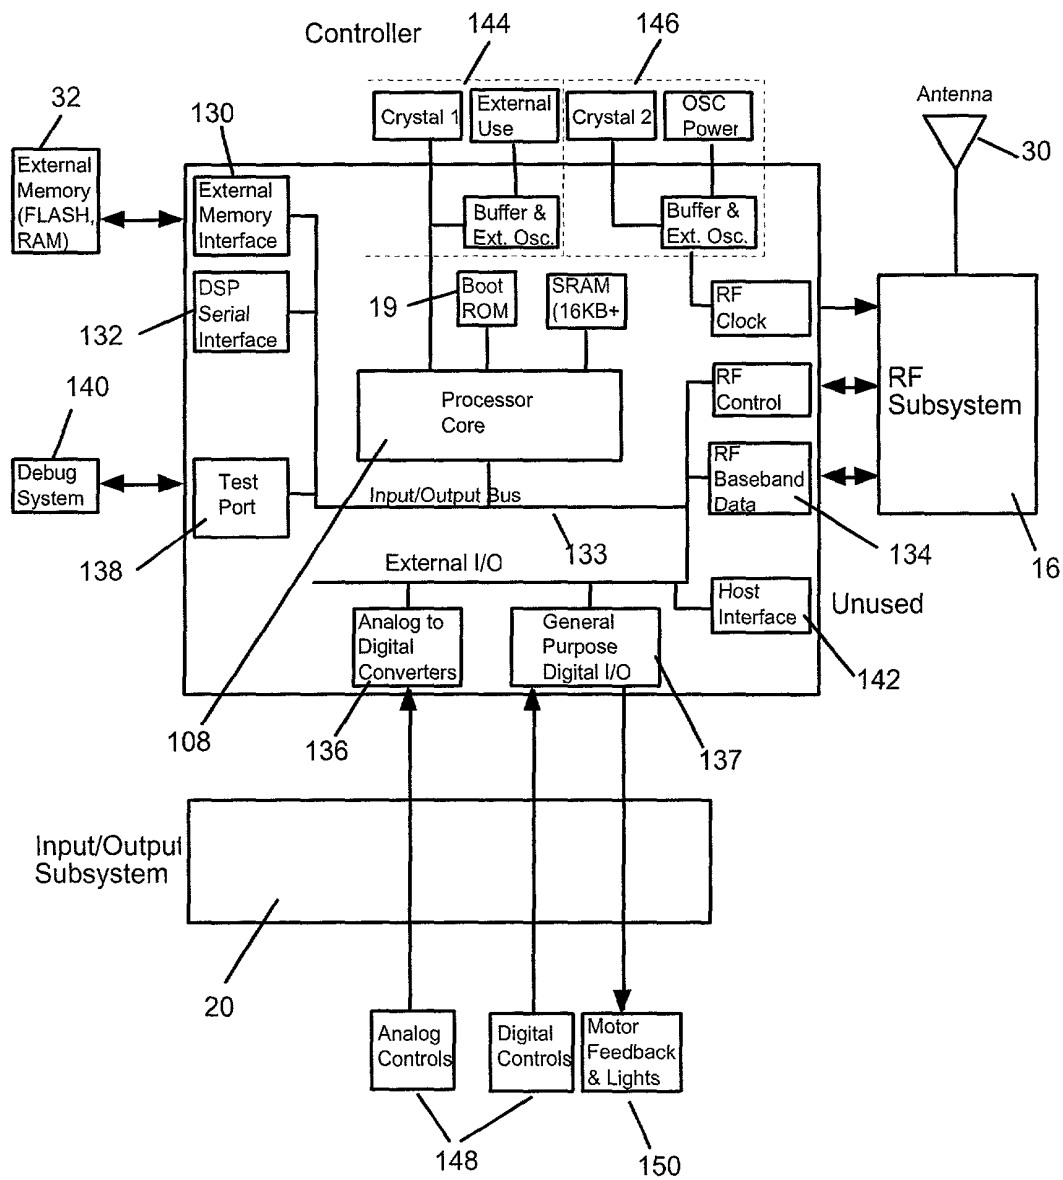 Controller
144
146
32
130
Crystal 1
External
Use
Crystal 2
OSC
Power
Antenna
30
External
Memory
(FLASH,
RAM)
External
Memory
Interface
Buffer &
Ext. Osc.
Buffer &
Ext. Osc.
DSP
Serial
Interface
132
19
Boot
ROM
SRAM
(16KB+
RF
Clock
RF
Subsystem
RF
Control
140
Processor
Core
Debug
System
Test
Port
RF
Baseband
Data
Input/Output Bus
138
133
134
16
External I/O
Host
Interface
Unused
Analog to
Digital
Converters
General
Purpose
Digital I/O
142
108
136
137
Input/Output
Subsystem
20
Analog
Controls
Digital
Controls
Motor
Feedback
& Lights
148
150